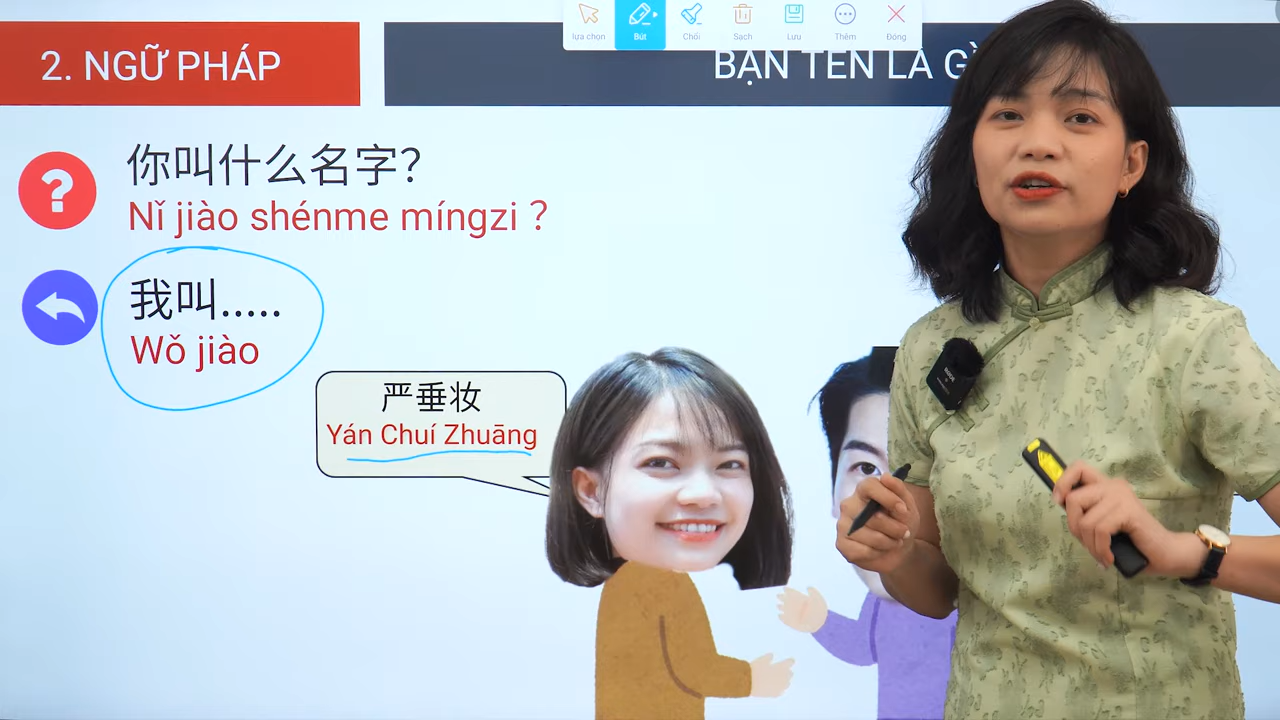 lựa chọn
Bút
Chổi
Sạch
Lưu
Thêm
Đóng
2. NGỮ PHÁP
BẠN TÊN LÀ GÌ
你叫什么名字？
Nǐ jiào shénme míngzi ？
我叫.....
Wǒ jiào
严垂妆
Yán Chuí Zhuāng